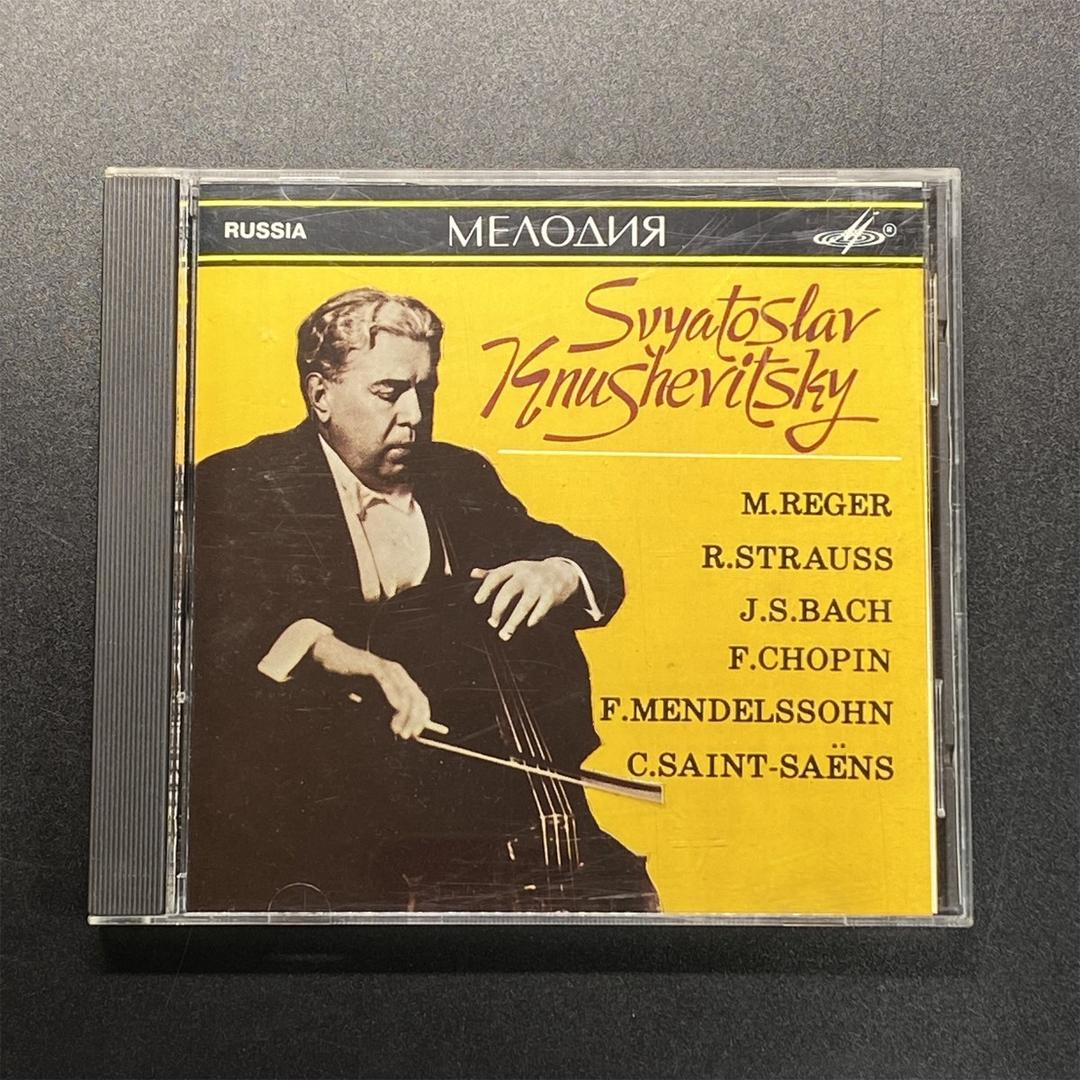 RUSSIA МЕЛОДИЯ ®
Svyatoslav
Knushevitsky
M.REGER
R.STRAUSS
J.S.BACH
F.CHOPIN
F.MENDELSSOHN
C.SAINT-SAËNS